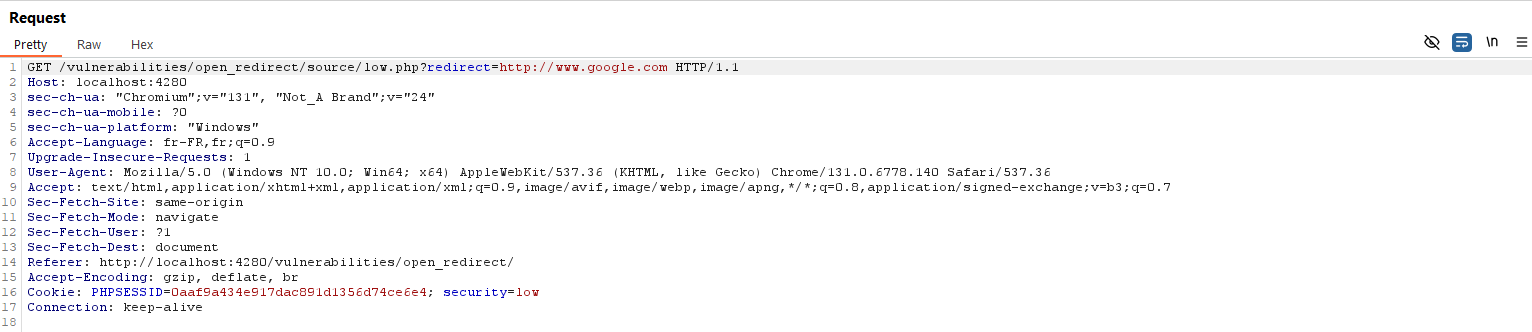 Request
Pretty Raw Hex \n
1 GET /vulnerabilities/open_redirect/source/low.php?redirect=http://www.google.com HTTP/1.1
2 Host: localhost:4280
3 sec-ch-ua: "Chromium";v="131", "Not_A Brand";v="24"
4 sec-ch-ua-mobile: ?0
5 sec-ch-ua-platform: "Windows"
6 Accept-Language: fr-FR,fr;q=0.9
7 Upgrade-Insecure-Requests: 1
8 User-Agent: Mozilla/5.0 (Windows NT 10.0; Win64; x64) AppleWebKit/537.36 (KHTML, like Gecko) Chrome/131.0.6778.140 Safari/537.36
9 Accept: text/html,application/xhtml+xml,application/xml;q=0.9,image/avif,image/webp,image/apng,*/*;q=0.8,application/signed-exchange;v=b3;q=0.7
10 Sec-Fetch-Site: same-origin
11 Sec-Fetch-Mode: navigate
12 Sec-Fetch-User: ?1
13 Sec-Fetch-Dest: document
14 Referer: http://localhost:4280/vulnerabilities/open_redirect/
15 Accept-Encoding: gzip, deflate, br
16 Cookie: PHPSESSID=0aaf9a434e917dac891d1356d74ce6e4; security=low
17 Connection: keep-alive
18